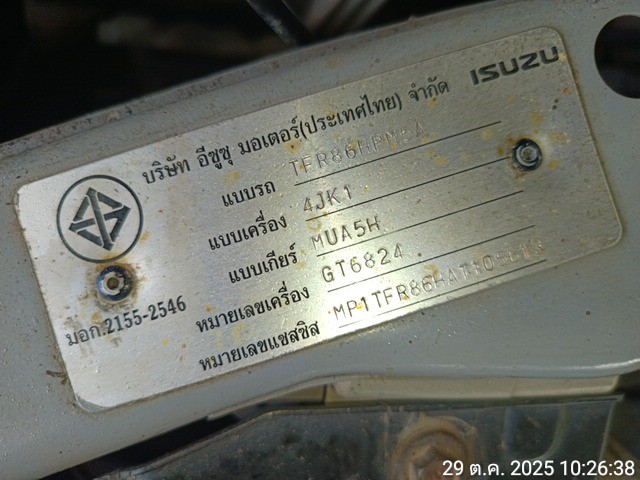 ISUZU
บริษัท อีซูซุ มอเตอร์(ประเทศไทย) จำกัด
แบบรถ
แบบเครื่อง 4JK1
แบบเกียร์ MUA5H
หมายเลขเครื่อง GT6824
หมายเลขแชสซิส
มอก.2155-2546
29 ต.ค. 2025 10:26:38